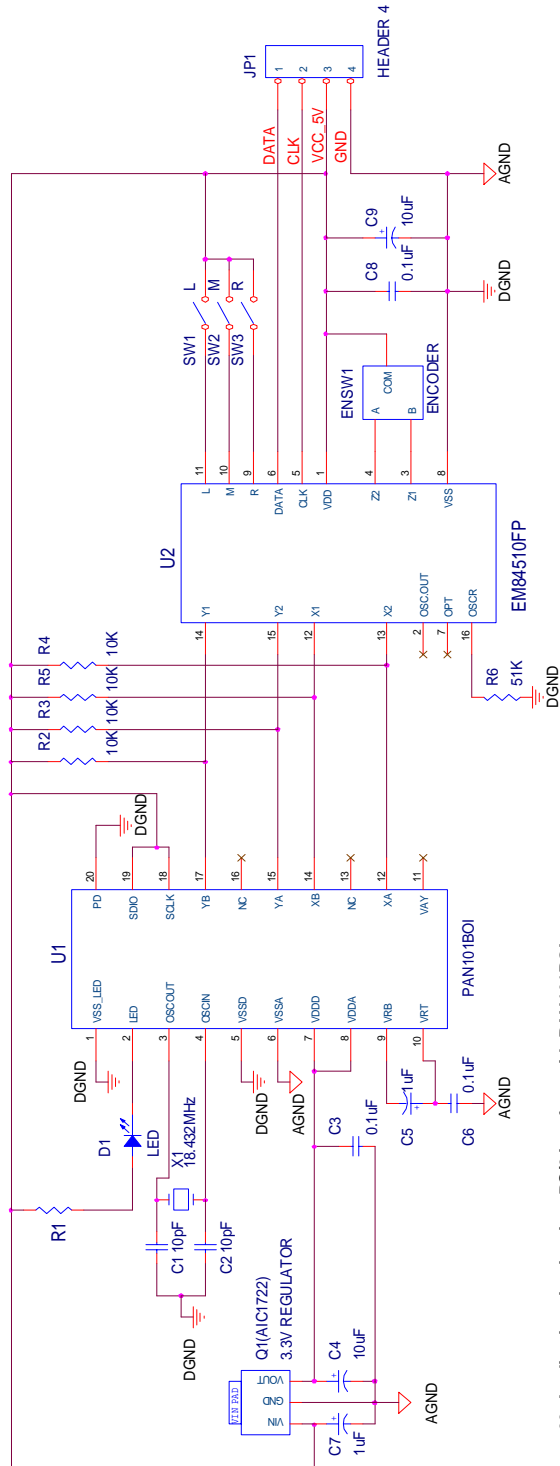 R1
D1
LED
DGND
C1 10pF
C2 10pF
X1
18.432MHz
DGND
VIN PAD
Q1(AIC1722)
3.3V REGULATOR
VIN
GND
VOUT
C7
1uF
C4
10uF
C3
0.1uF
AGND
U1
PAN101BOI
1 VSS_LED
2 LED
3 OSCOUT
4 OSCIN
5 VSSD
6 VSSA
7 VDDD
8 VDDA
9 VRB
10 VRT
DGND
AGND
C5
1uF
C6
0.1uF
AGND
20 PD
19 SDIO
18 SCLK
17 YB
16 NC
15 YA
14 XB
13 NC
12 XA
11 VAY
DGND
R2
10K
R3
10K
R5
10K
R4
10K
U2
EM84510FP
14 Y1
15 Y2
12 X1
13 X2
2 OSC.OUT
7 OPT
16 OSCR
R6
51K
DGND
11 L
10 M
9 R
6 DATA
5 CLK
1 VDD
4 Z2
3 Z1
8 VSS
SW1
L
SW2
M
SW3
R
ENSW1
A
B
COM
ENCODER
C8
0.1uF
C9
10uF
DGND
AGND
DATA
CLK
VCC_5V
GND
JP1
1
2
3
4
HEADER 4